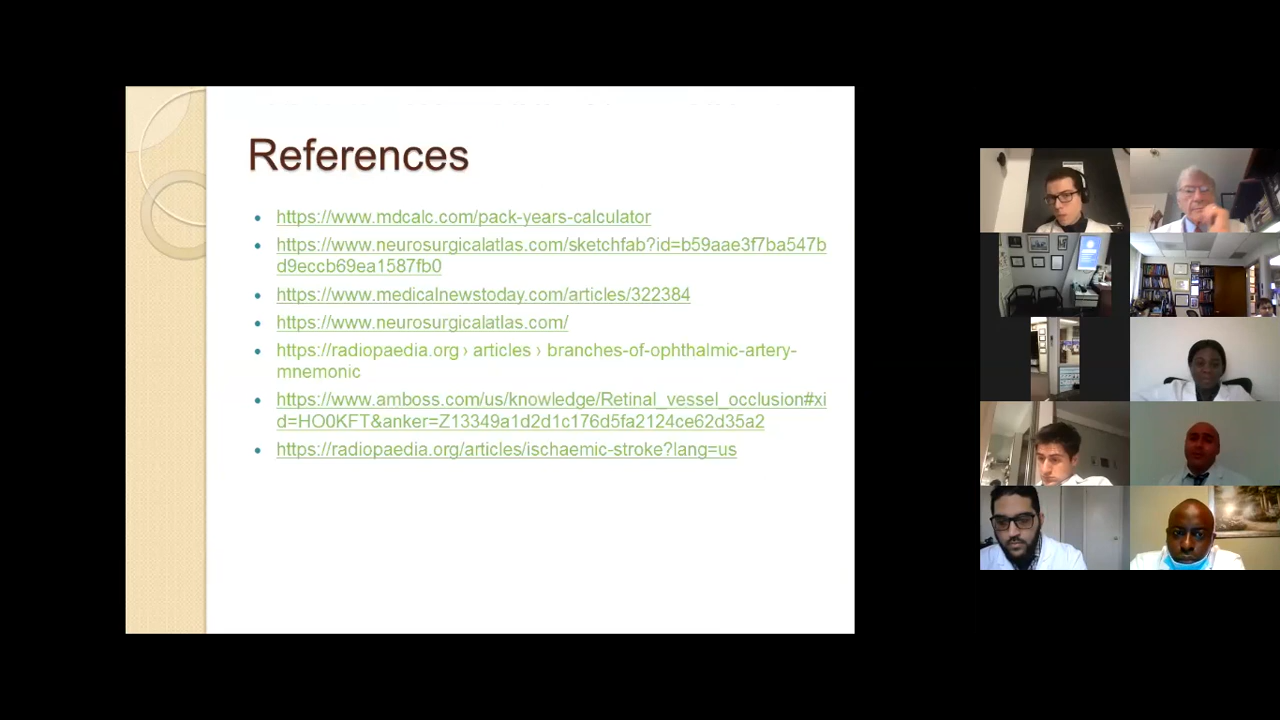 References
https://www.mdcalc.com/pack-years-calculator
https://www.neurosurgicalatlas.com/sketchfab?id=b59aae3f7ba547b
d9eccb69ea1587fb0
https://www.medicalnewstoday.com/articles/322384
https://www.neurosurgicalatlas.com/
https://radiopaedia.org › articles › branches-of-ophthalmic-artery-
mnemonic
https://www.amboss.com/us/knowledge/Retinal_vessel_occlusion#xi
d=HO0KFT&anker=Z13349a1d2d1c176d5fa2124ce62d35a2
https://radiopaedia.org/articles/ischaemic-stroke?lang=us